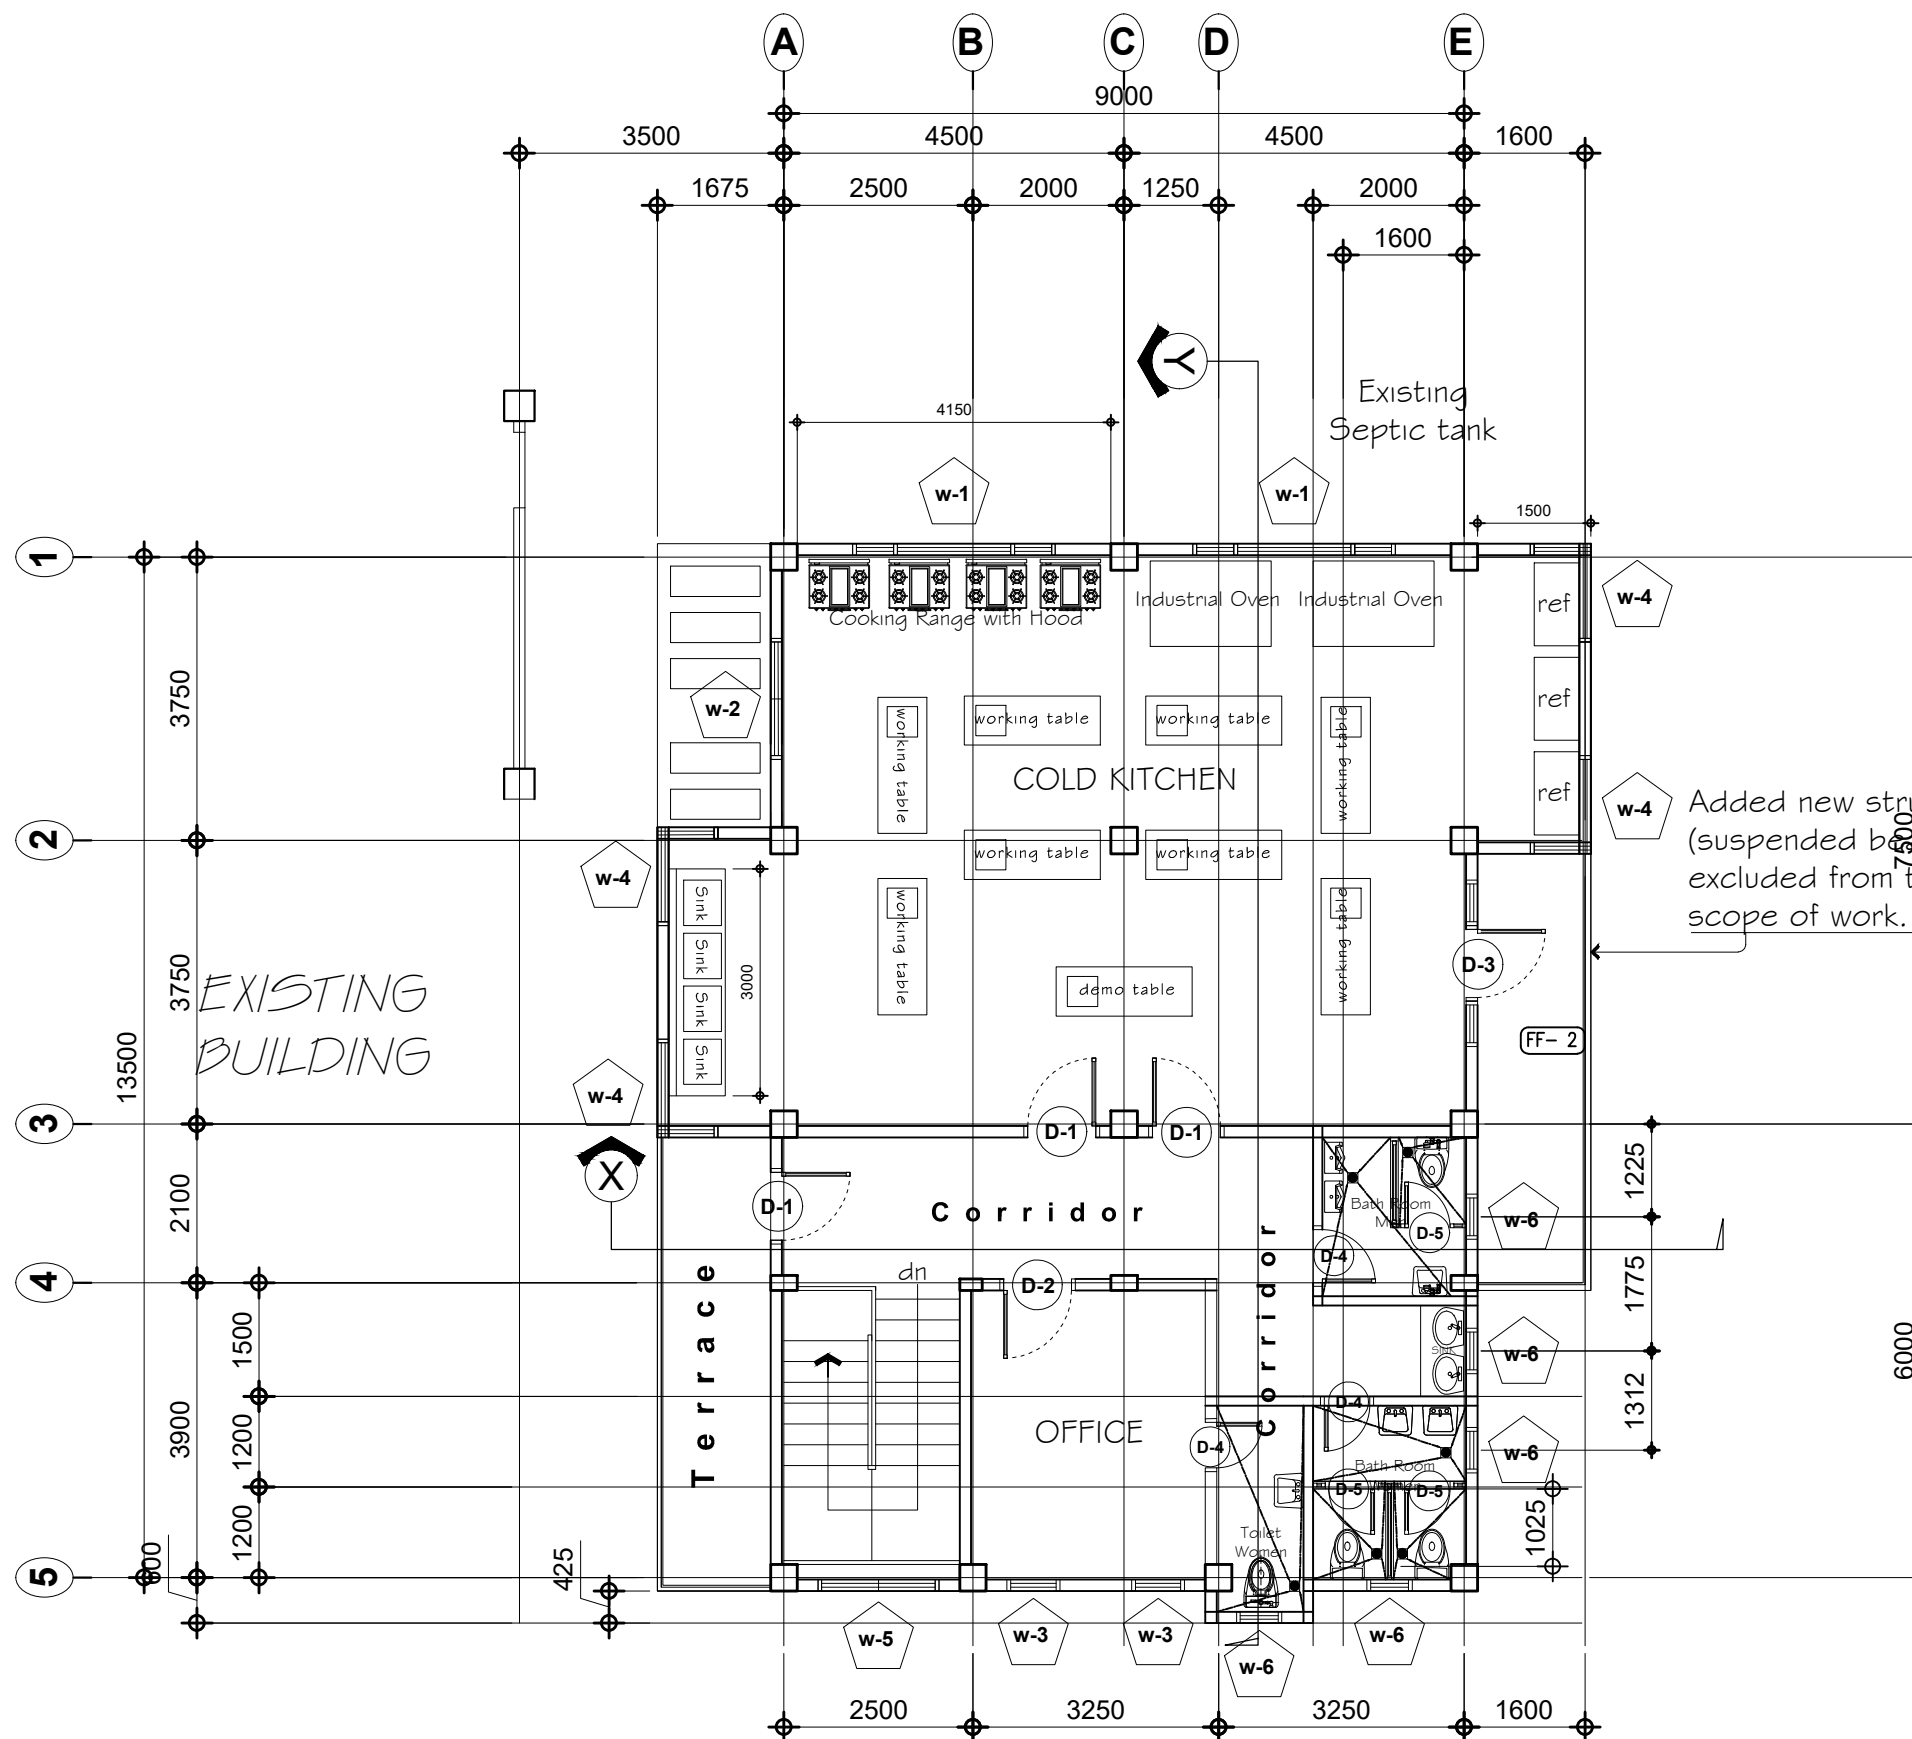 A B C D E
9000
3500 4500 4500 1600
1675 2500 2000 1250 2000
1600
Y
Existing
Septic tank
4150
w-1 w-1
1500
1
Industrial Oven Industrial Oven
ref
w-4
Cooking Range with Hood
3750
w-2
working table
working table
working table
working table
ref
COLD KITCHEN
ref
w-4
Added new stru
(suspended be
excluded from t
scope of work.
7500
2
w-4
working table
working table
working table
working table
Sink
Sink
Sink
Sink
3000
3750
EXISTING
BUILDING
13500
demo table
D-3
FF- 2
w-4
3
D-1 D-1
X
2100
D-1
Corridor
Bath Room
D-5
D-4
w-6
1225
4
dn
D-2
Terrace
Corridor
1775
1500
w-6
6000
3900
1200
OFFICE
D-4
D-4
w-6
1312
Bath Room
D-5 D-5
1200
1025
Toilet
Women
5
600
425
w-5 w-3 w-3 w-6 w-6
2500 3250 3250 1600